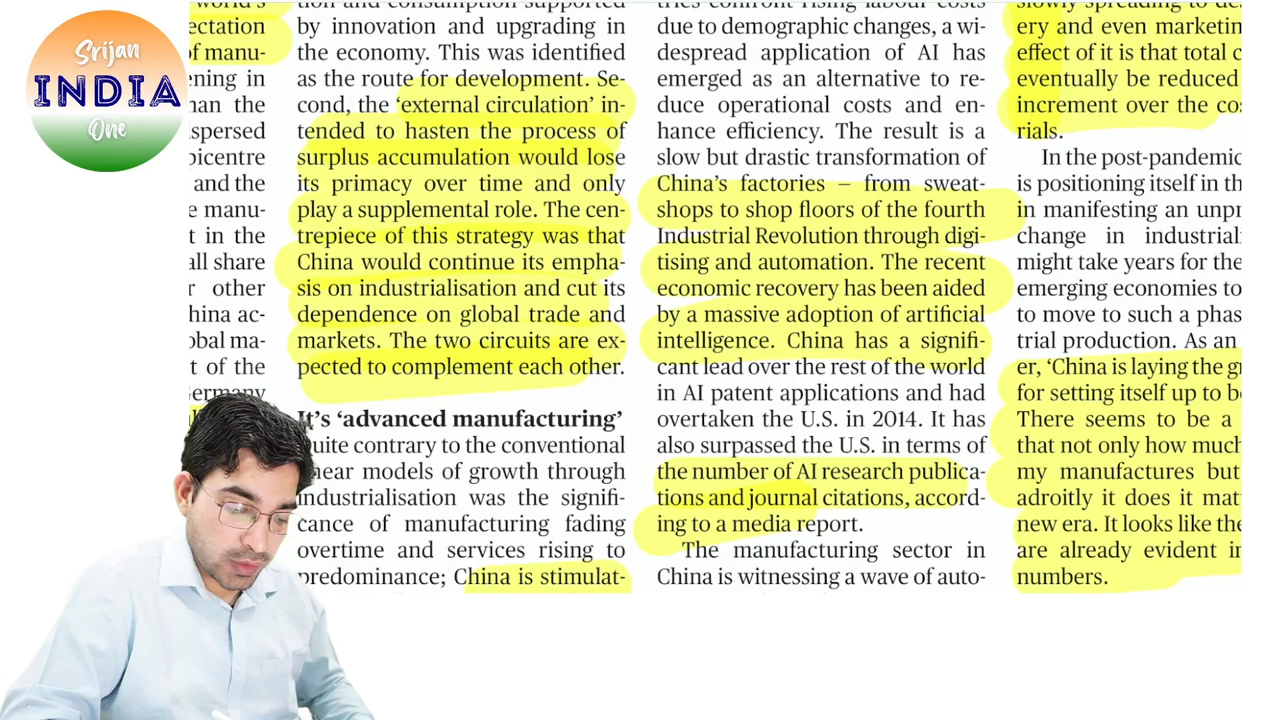 Srijan
INDIA
One
world's
ectation
of manu-
ening in
han the
spersed
picentre
and the
e manu-
t in the
all share
r other
hina ac-
obal ma-
t of the
Germany
tion and consumption supported
by innovation and upgrading in
the economy. This was identified
as the route for development. Se-
cond, the ‘external circulation’ in-
tended to hasten the process of
surplus accumulation would lose
its primacy over time and only
play a supplemental role. The cen-
trepiece of this strategy was that
China would continue its empha-
sis on industrialisation and cut its
dependence on global trade and
markets. The two circuits are ex-
pected to complement each other.
It’s ‘advanced manufacturing’
quite contrary to the conventional
linear models of growth through
industrialisation was the signifi-
cance of manufacturing fading
overtime and services rising to
predominance; China is stimulat-
tries confront rising labour costs
due to demographic changes, a wi-
despread application of AI has
emerged as an alternative to re-
duce operational costs and en-
hance efficiency. The result is a
slow but drastic transformation of
China’s factories – from sweat-
shops to shop floors of the fourth
Industrial Revolution through digi-
tising and automation. The recent
economic recovery has been aided
by a massive adoption of artificial
intelligence. China has a signifi-
cant lead over the rest of the world
in AI patent applications and had
overtaken the U.S. in 2014. It has
also surpassed the U.S. in terms of
the number of AI research publica-
tions and journal citations, accord-
ing to a media report.
The manufacturing sector in
China is witnessing a wave of auto-
slowly spreading to de
ery and even marketin
effect of it is that total c
eventually be reduced
increment over the cos
rials.
In the post-pandemic
is positioning itself in th
in manifesting an unpr
change in industrial
might take years for the
emerging economies to
to move to such a phas
trial production. As an
er, ‘China is laying the gr
for setting itself up to be
There seems to be a
that not only how much
my manufactures but
adroitly it does it mat
new era. It looks like the
are already evident in
numbers.